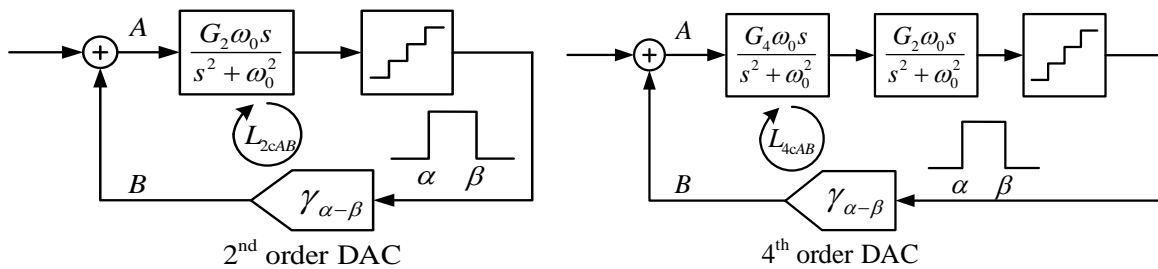 A
G₂ω₀s
s² + ω₀²
L₂cAB
α β
B
γα−β
2nd order DAC
A
G₄ω₀s
s² + ω₀²
G₂ω₀s
s² + ω₀²
L₄cAB
α β
B
γα−β
4th order DAC